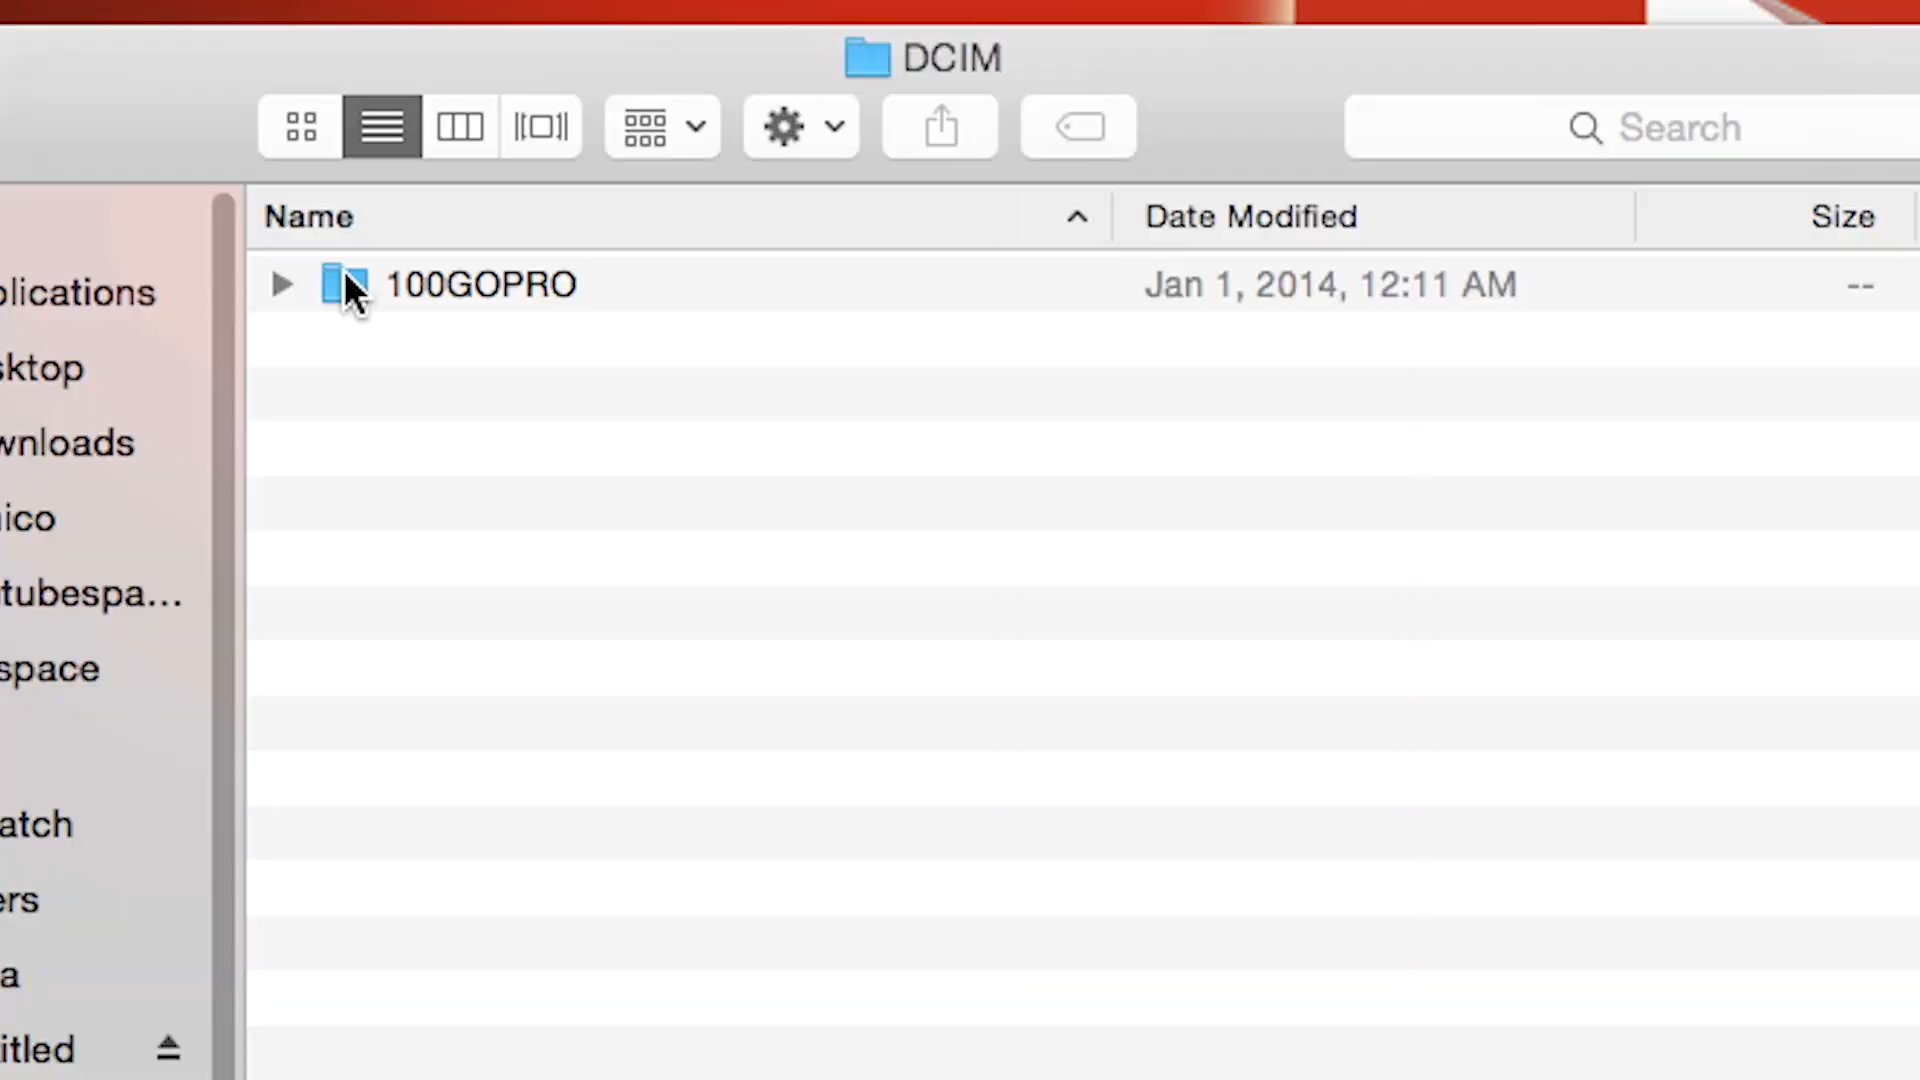 DCIM
Search
Name
Date Modified
Size
100GOPRO
Jan 1, 2014, 12:11 AM
--
plications
sktop
wnloads
ico
tubespa...
space
atch
ers
a
itled